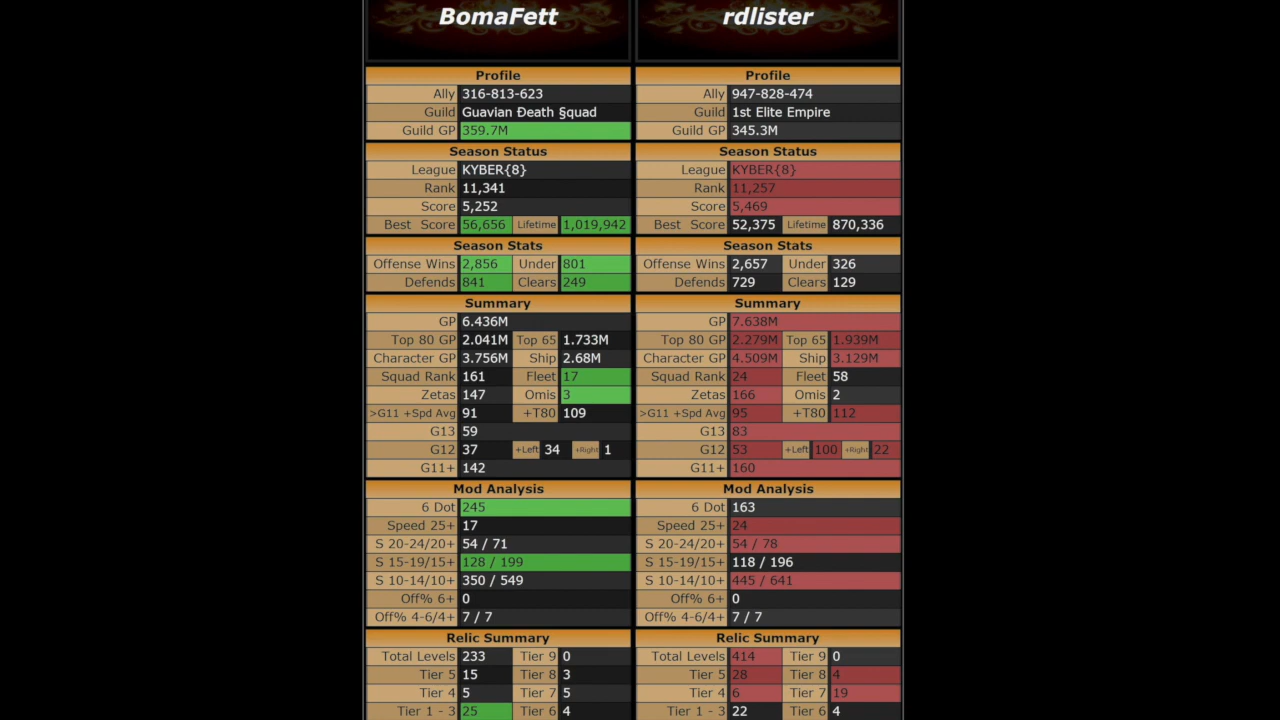 BomaFett rdlister
Profile Profile
Ally 316-813-623 Ally 947-828-474
Guild Guavian Ðeath §quad Guild 1st Elite Empire
Guild GP 359.7M Guild GP 345.3M
Season Status Season Status
League KYBER{8} League KYBER{8}
Rank 11,341 Rank 11,257
Score 5,252 Score 5,469
Best Score 56,656 Lifetime 1,019,942 Best Score 52,375 Lifetime 870,336
Season Stats Season Stats
Offense Wins 2,856 Under 801 Offense Wins 2,657 Under 326
Defends 841 Clears 249 Defends 729 Clears 129
Summary Summary
GP 6.436M GP 7.638M
Top 80 GP 2.041M Top 65 1.733M Top 80 GP 2.279M Top 65 1.939M
Character GP 3.756M Ship 2.68M Character GP 4.509M Ship 3.129M
Squad Rank 161 Fleet 17 Squad Rank 24 Fleet 58
Zetas 147 Omis 3 Zetas 166 Omis 2
>G11 +Spd Avg 91 +T80 109 >G11 +Spd Avg 95 +T80 112
G13 59 G13 83
G12 37 +Left 34 +Right 1 G12 53 +Left 100 +Right 22
G11+ 142 G11+ 160
Mod Analysis Mod Analysis
6 Dot 245 6 Dot 163
Speed 25+ 17 Speed 25+ 24
S 20-24/20+ 54 / 71 S 20-24/20+ 54 / 78
S 15-19/15+ 128 / 199 S 15-19/15+ 118 / 196
S 10-14/10+ 350 / 549 S 10-14/10+ 445 / 641
Off% 6+ 0 Off% 6+ 0
Off% 4-6/4+ 7 / 7 Off% 4-6/4+ 7 / 7
Relic Summary Relic Summary
Total Levels 233 Tier 9 0 Total Levels 414 Tier 9 0
Tier 5 15 Tier 8 3 Tier 5 28 Tier 8 4
Tier 4 5 Tier 7 5 Tier 4 6 Tier 7 19
Tier 1 - 3 25 Tier 6 4 Tier 1 - 3 22 Tier 6 4